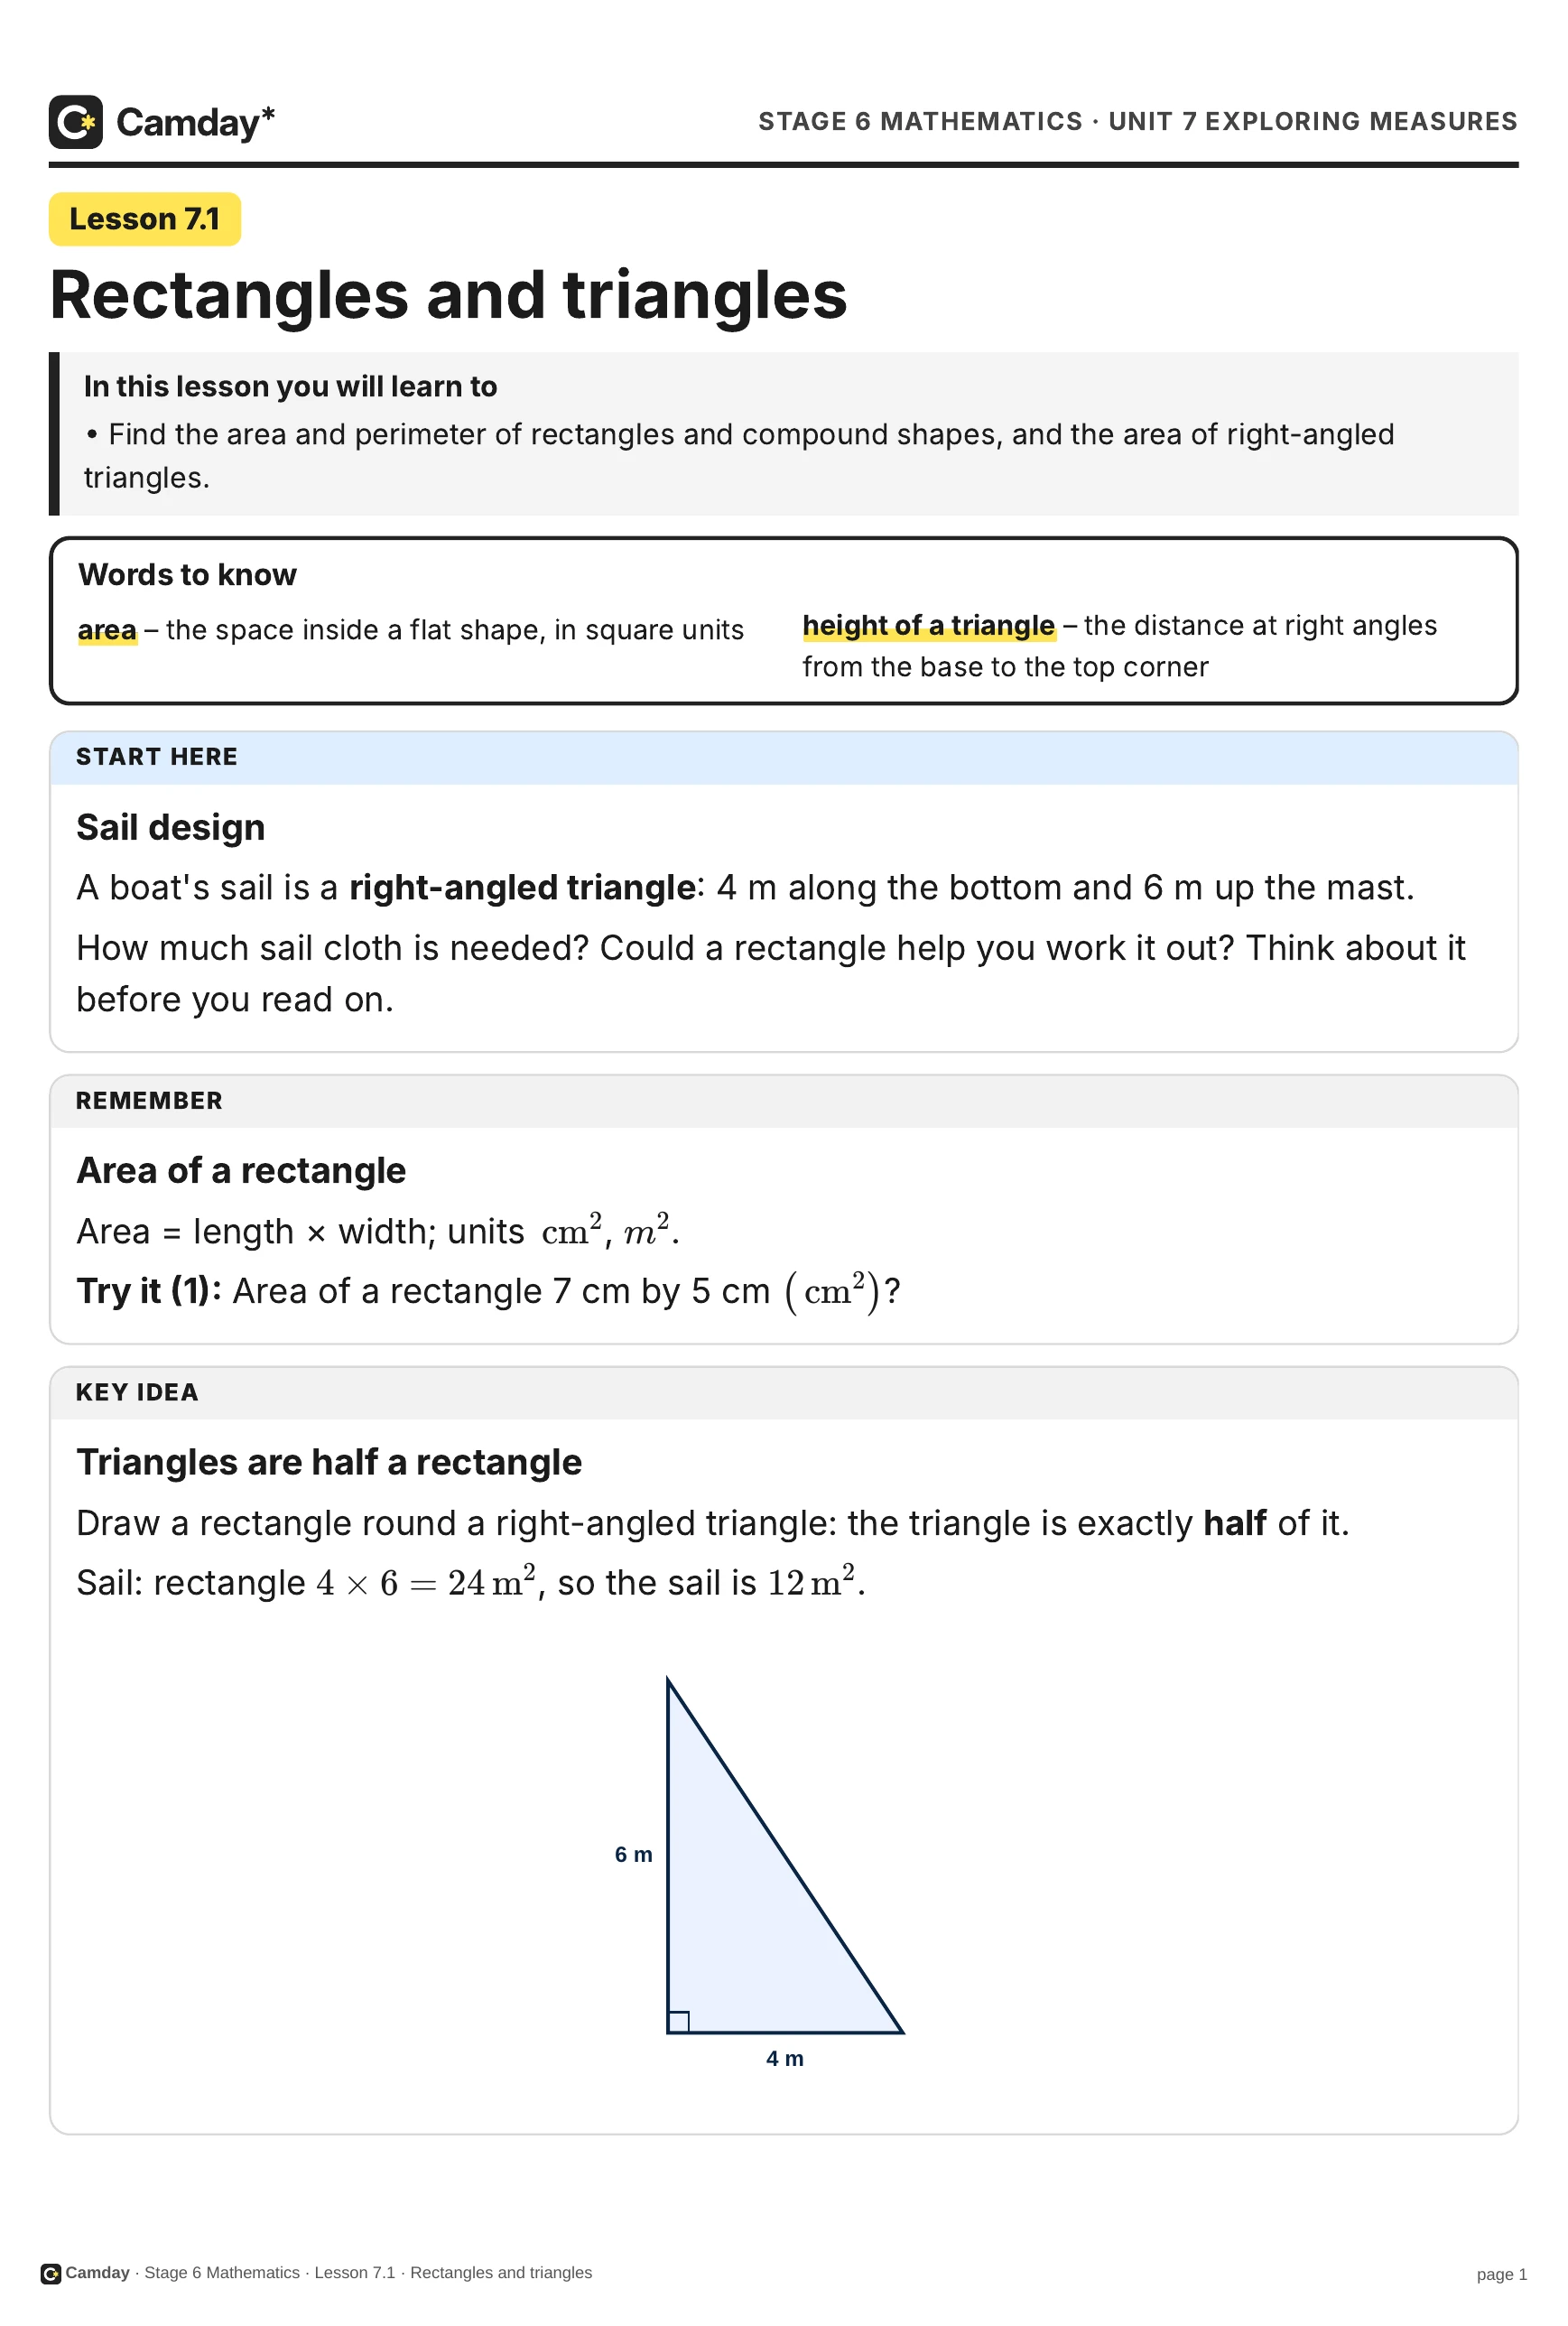 Camday*
STAGE 6 MATHEMATICS · UNIT 7 EXPLORING MEASURES
Lesson 7.1
Rectangles and triangles
In this lesson you will learn to
• Find the area and perimeter of rectangles and compound shapes, and the area of right-angled
triangles.
Words to know
area – the space inside a flat shape, in square units
height of a triangle – the distance at right angles
from the base to the top corner
START HERE
Sail design
A boat's sail is a right-angled triangle: 4 m along the bottom and 6 m up the mast.
How much sail cloth is needed? Could a rectangle help you work it out? Think about it
before you read on.
REMEMBER
Area of a rectangle
Area = length × width; units cm², m².
Try it (1): Area of a rectangle 7 cm by 5 cm (cm²)?
KEY IDEA
Triangles are half a rectangle
Draw a rectangle round a right-angled triangle: the triangle is exactly half of it.
Sail: rectangle 4 × 6 = 24 m², so the sail is 12 m².
6 m
4 m
Camday · Stage 6 Mathematics · Lesson 7.1 · Rectangles and triangles
page 1